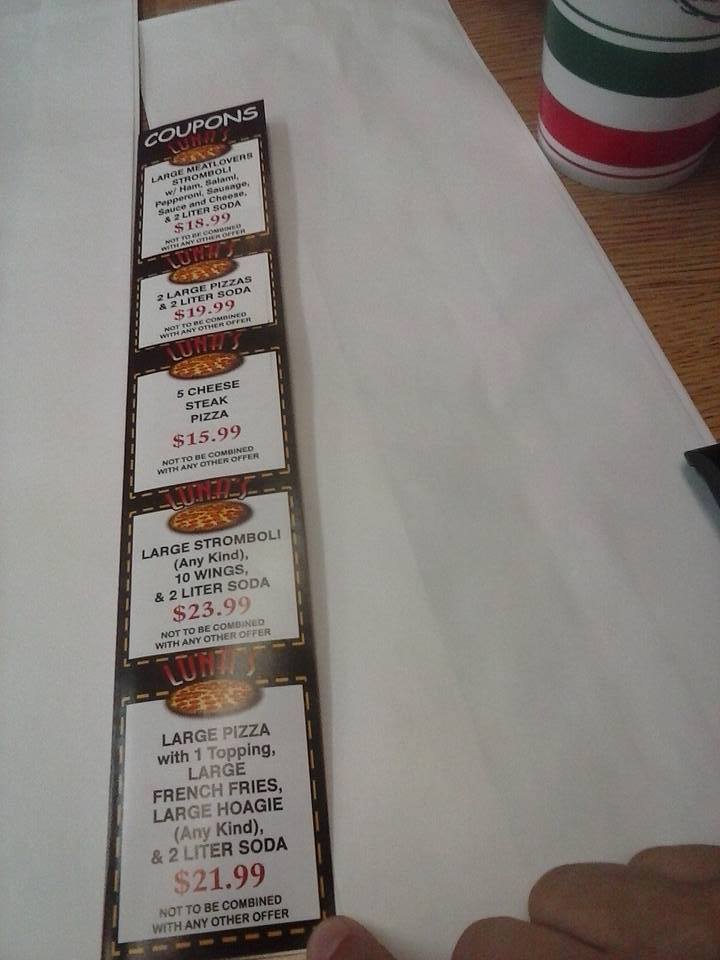 COUPONS
LUNA'S
LARGE MEATLOVERS
STROMBOLI
w/ Ham, Salami,
Pepperoni, Sausage,
Sauce and Cheese,
& 2 LITER SODA
$18.99
NOT TO BE COMBINED
WITH ANY OTHER OFFER
LUNA'S
2 LARGE PIZZAS
& 2 LITER SODA
$19.99
NOT TO BE COMBINED
WITH ANY OTHER OFFER
LUNA'S
5 CHEESE
STEAK
PIZZA
$15.99
NOT TO BE COMBINED
WITH ANY OTHER OFFER
LUNA'S
LARGE STROMBOLI
(Any Kind),
10 WINGS,
& 2 LITER SODA
$23.99
NOT TO BE COMBINED
WITH ANY OTHER OFFER
LUNA'S
LARGE PIZZA
with 1 Topping,
LARGE
FRENCH FRIES,
LARGE HOAGIE
(Any Kind),
& 2 LITER SODA
$21.99
NOT TO BE COMBINED
WITH ANY OTHER OFFER